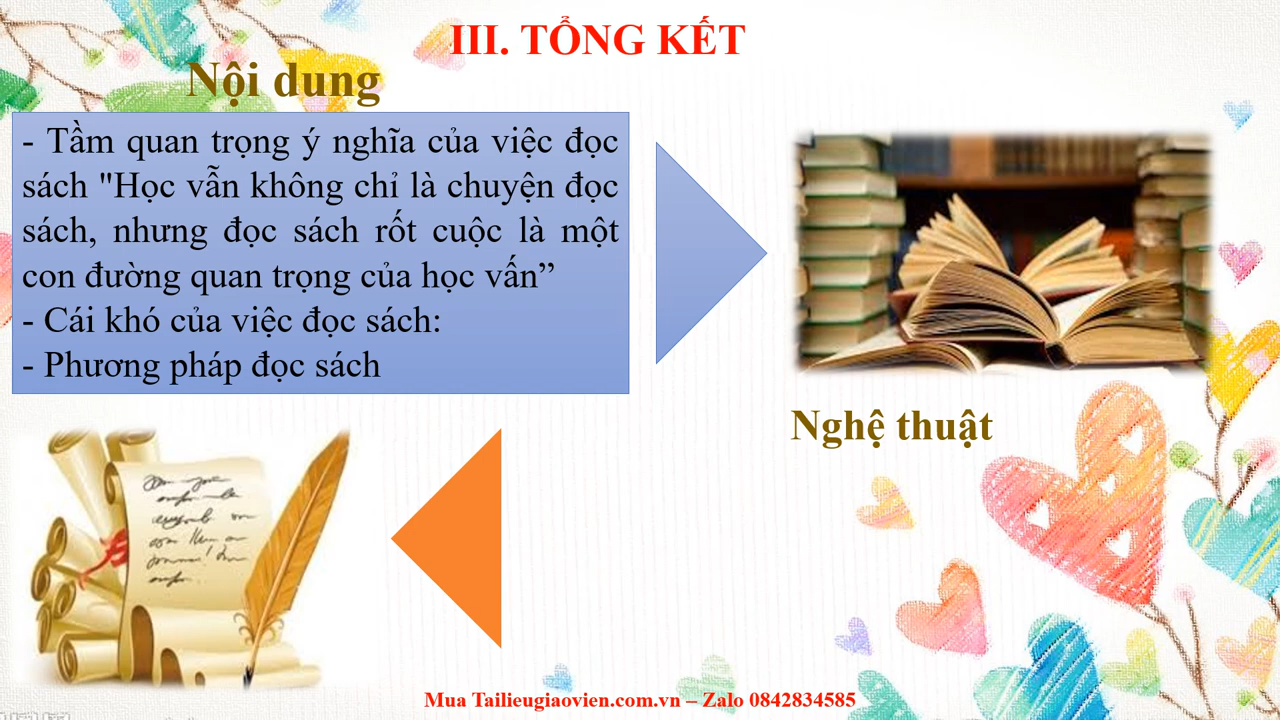 III. TỔNG KẾT
Nội dung
- Tầm quan trọng ý nghĩa của việc đọc
sách "Học vẫn không chỉ là chuyện đọc
sách, nhưng đọc sách rốt cuộc là một
con đường quan trọng của học vấn”
- Cái khó của việc đọc sách:
- Phương pháp đọc sách
Nghệ thuật
Mua Tailieugiaovien.com.vn – Zalo 0842834585